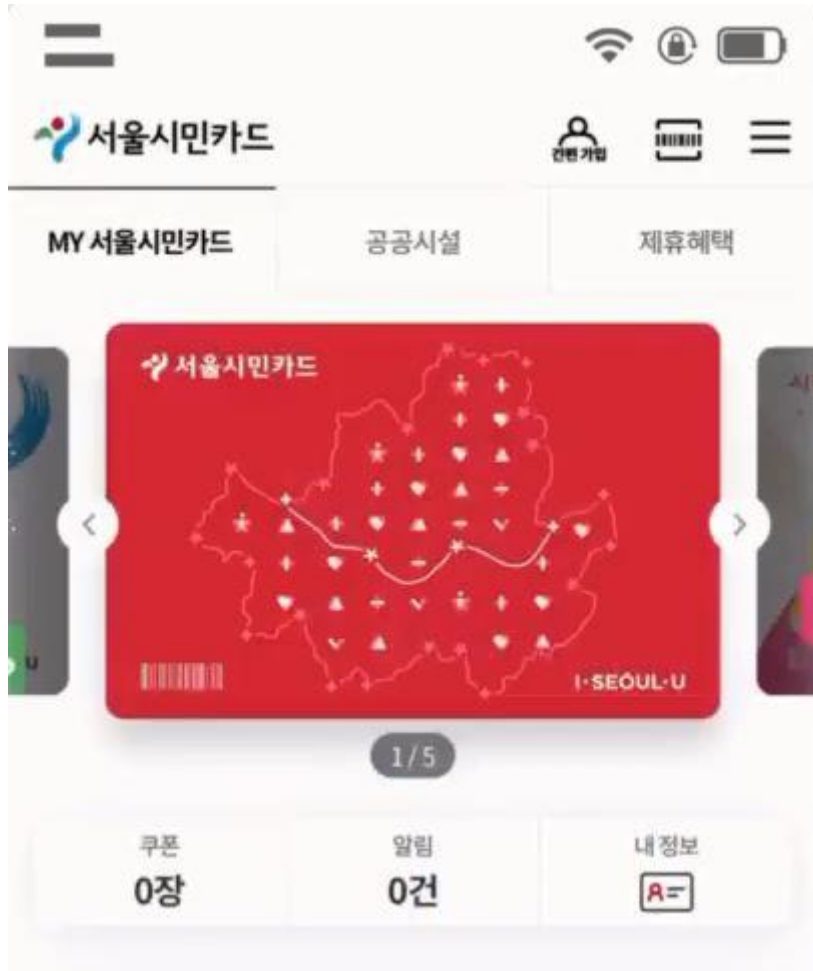 서울시민카드
간편가입
MY 서울시민카드
공공시설
제휴혜택
서울시민카드
I·SEOUL·U
U
1/5
쿠폰
알림
내 정보
0장
0건